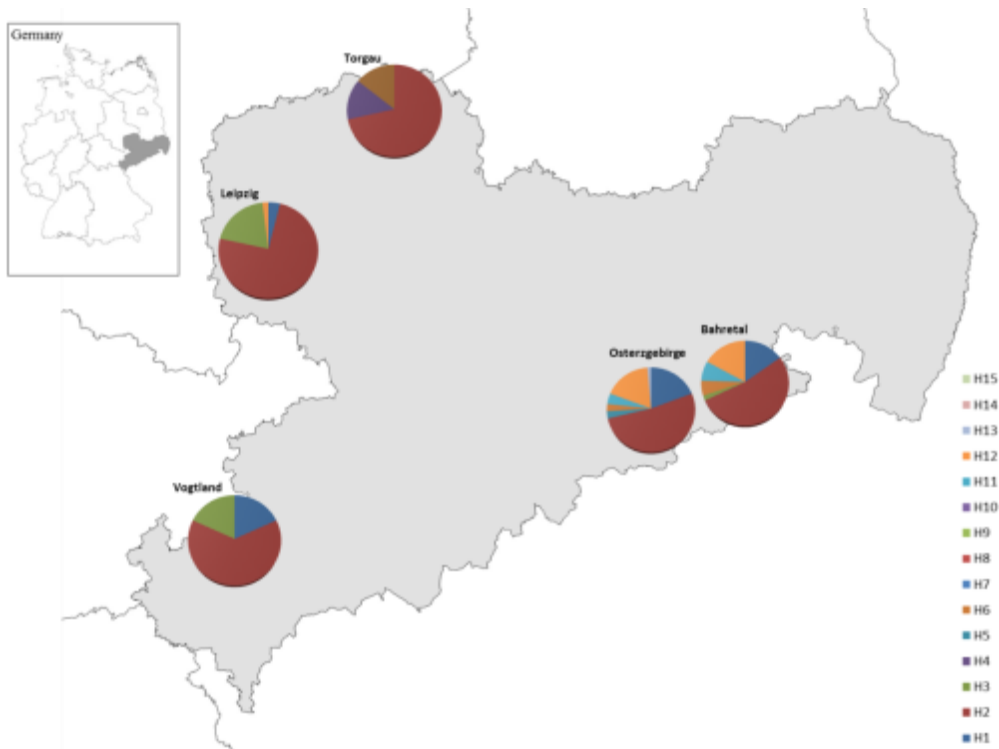 Germany
Torgau
Leipzig
Bahretal
Osterzgebirge
Vogtland
H15
H14
H13
H12
H11
H10
H9
H8
H7
H6
H5
H4
H3
H2
H1